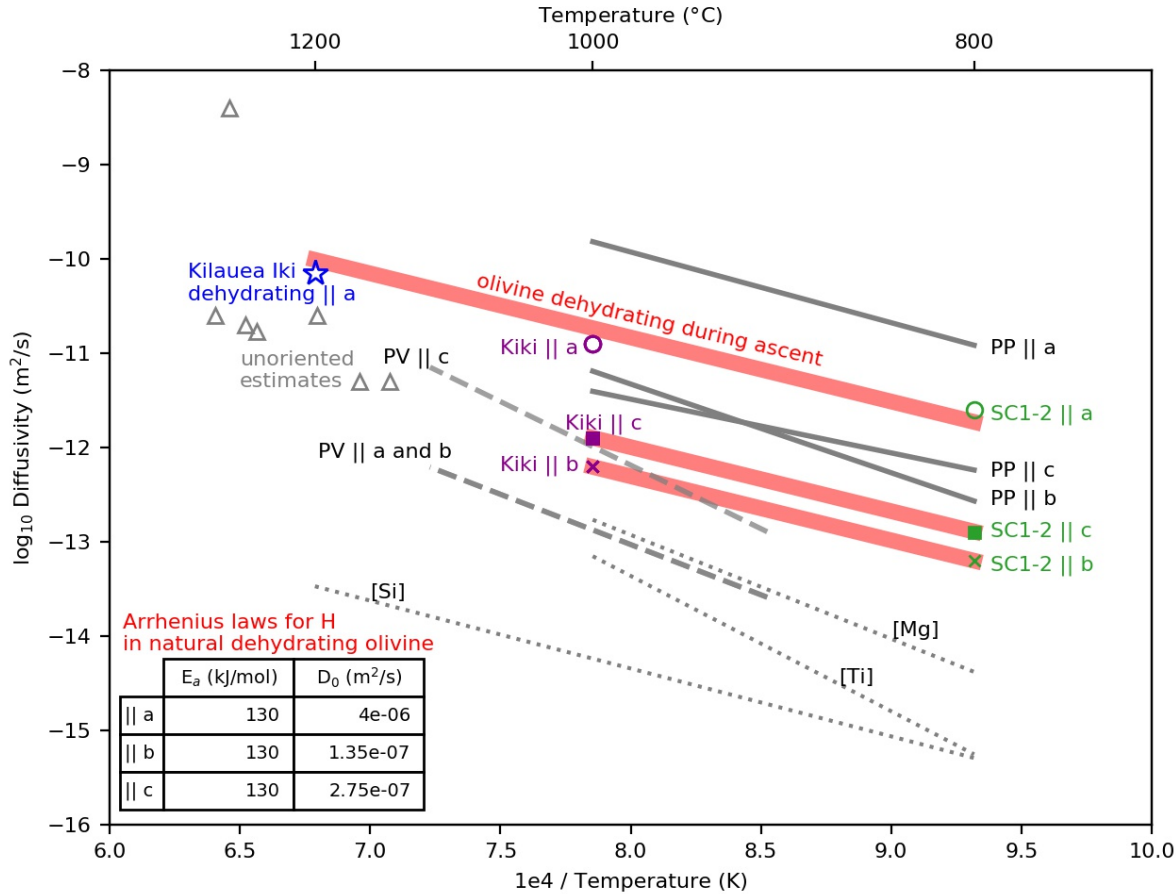 Temperature (°C)
1200 1000 800
−8
−9
−10
−11
−12
−13
−14
−15
−16
log₁₀ Diffusivity (m²/s)
Kilauea Iki
dehydrating || a
olivine dehydrating during ascent
unoriented
estimates
PV || c
PV || a and b
Kiki || a
Kiki || c
Kiki || b
PP || a
SC1-2 || a
PP || c
PP || b
SC1-2 || c
SC1-2 || b
[Si]
[Mg]
[Ti]
Arrhenius laws for H
in natural dehydrating olivine
Eₐ (kJ/mol) D₀ (m²/s)
|| a 130 4e-06
|| b 130 1.35e-07
|| c 130 2.75e-07
6.0 6.5 7.0 7.5 8.0 8.5 9.0 9.5 10.0
1e4 / Temperature (K)